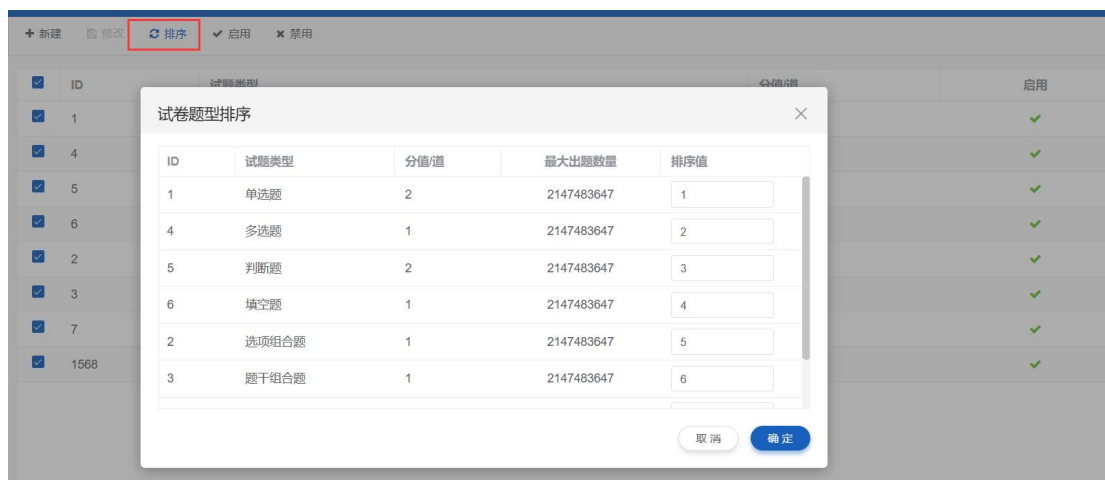 新建 修改 排序 启用 禁用
ID 试题类型 分值/道 启用
1
4
5
6
2
3
7
1568
试卷题型排序
ID 试题类型 分值/道 最大出题数量 排序值
1 单选题 2 2147483647 1
4 多选题 1 2147483647 2
5 判断题 2 2147483647 3
6 填空题 1 2147483647 4
2 选项组合题 1 2147483647 5
3 题干组合题 1 2147483647 6
取消 确定